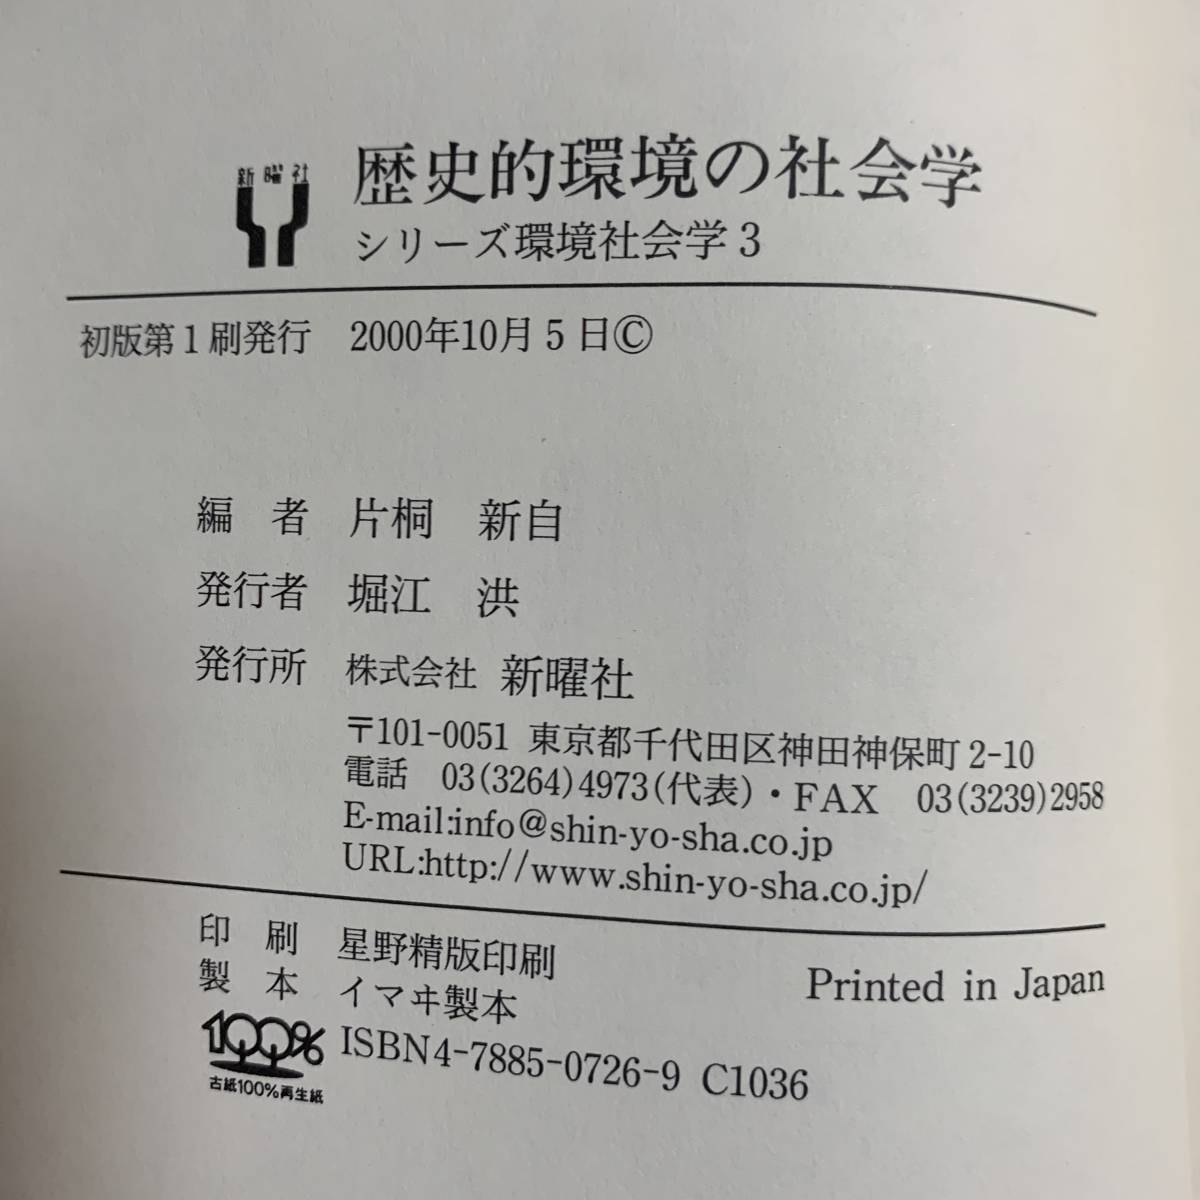 新曜社
歴史的環境の社会学
シリーズ環境社会学3
初版第1刷発行 2000年10月5日©
編 者 片桐 新自
発行者 堀江 洪
発行所 株式会社 新曜社
〒101-0051 東京都千代田区神田神保町2-10
電話 03(3264)4973(代表)・FAX 03(3239)2958
E-mail:info@shin-yo-sha.co.jp
URL:http://www.shin-yo-sha.co.jp/
印 刷 星野精版印刷
製 本 イマヰ製本
Printed in Japan
100%
古紙100%再生紙
ISBN4-7885-0726-9 C1036